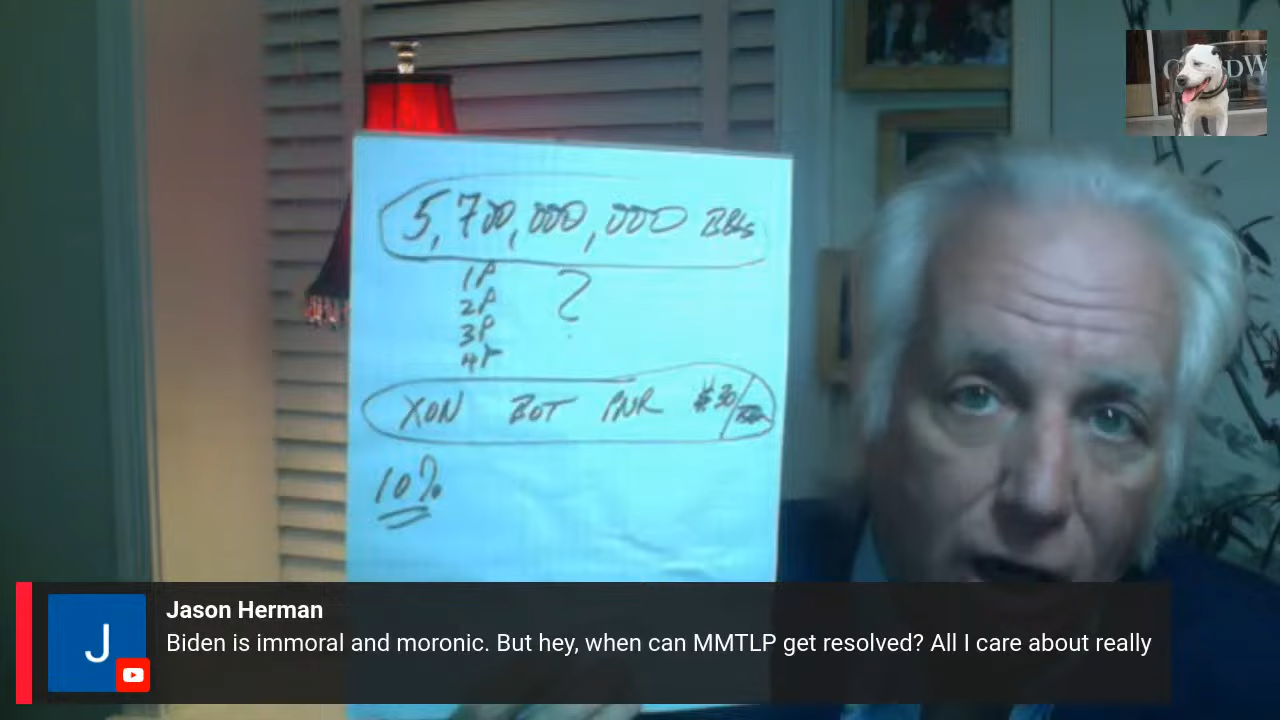 5,700,000,000 BBLs
1P
2P ?
3P
4P
XON BOT PNR $30/BBL
10%
Jason Herman
Biden is immoral and moronic. But hey, when can MMTLP get resolved? All I care about really
J